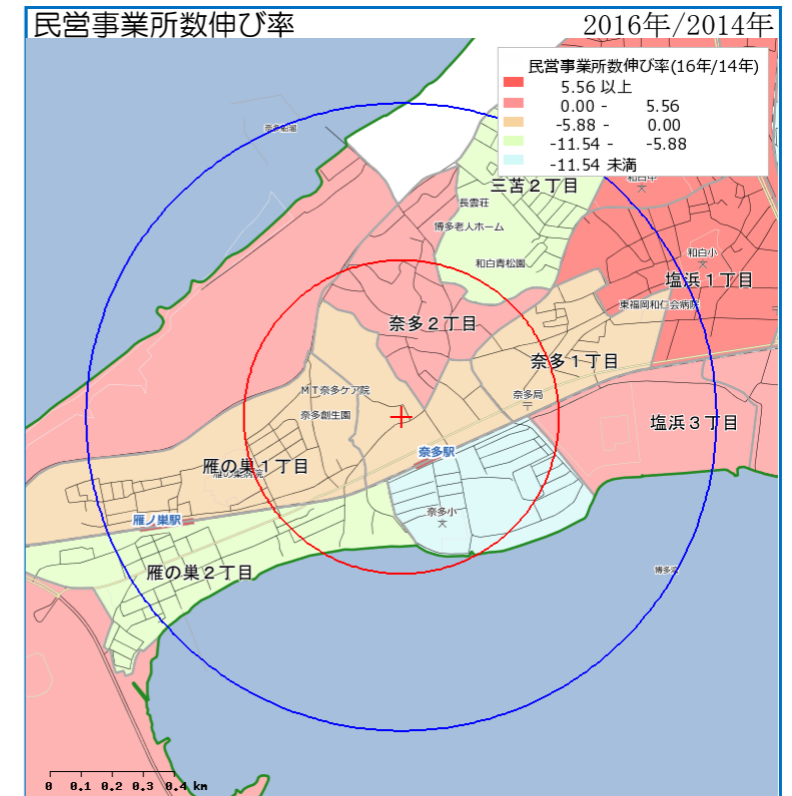 民営事業所数伸び率
2016年/2014年
民営事業所数伸び率(16年/14年)
5.56 以上
0.00 - 5.56
-5.88 - 0.00
-11.54 - -5.88
-11.54 未満
三苫2丁目
長雲荘
博多老人ホーム
和白青松園
和白小
塩浜1丁目
東福岡和仁会病院
奈多2丁目
奈多1丁目
MT奈多ケア院
奈多創生園
奈多局
塩浜3丁目
奈多駅
雁の巣1丁目
雁ノ巣駅
奈多小
雁の巣2丁目
0 0.1 0.2 0.3 0.4 km